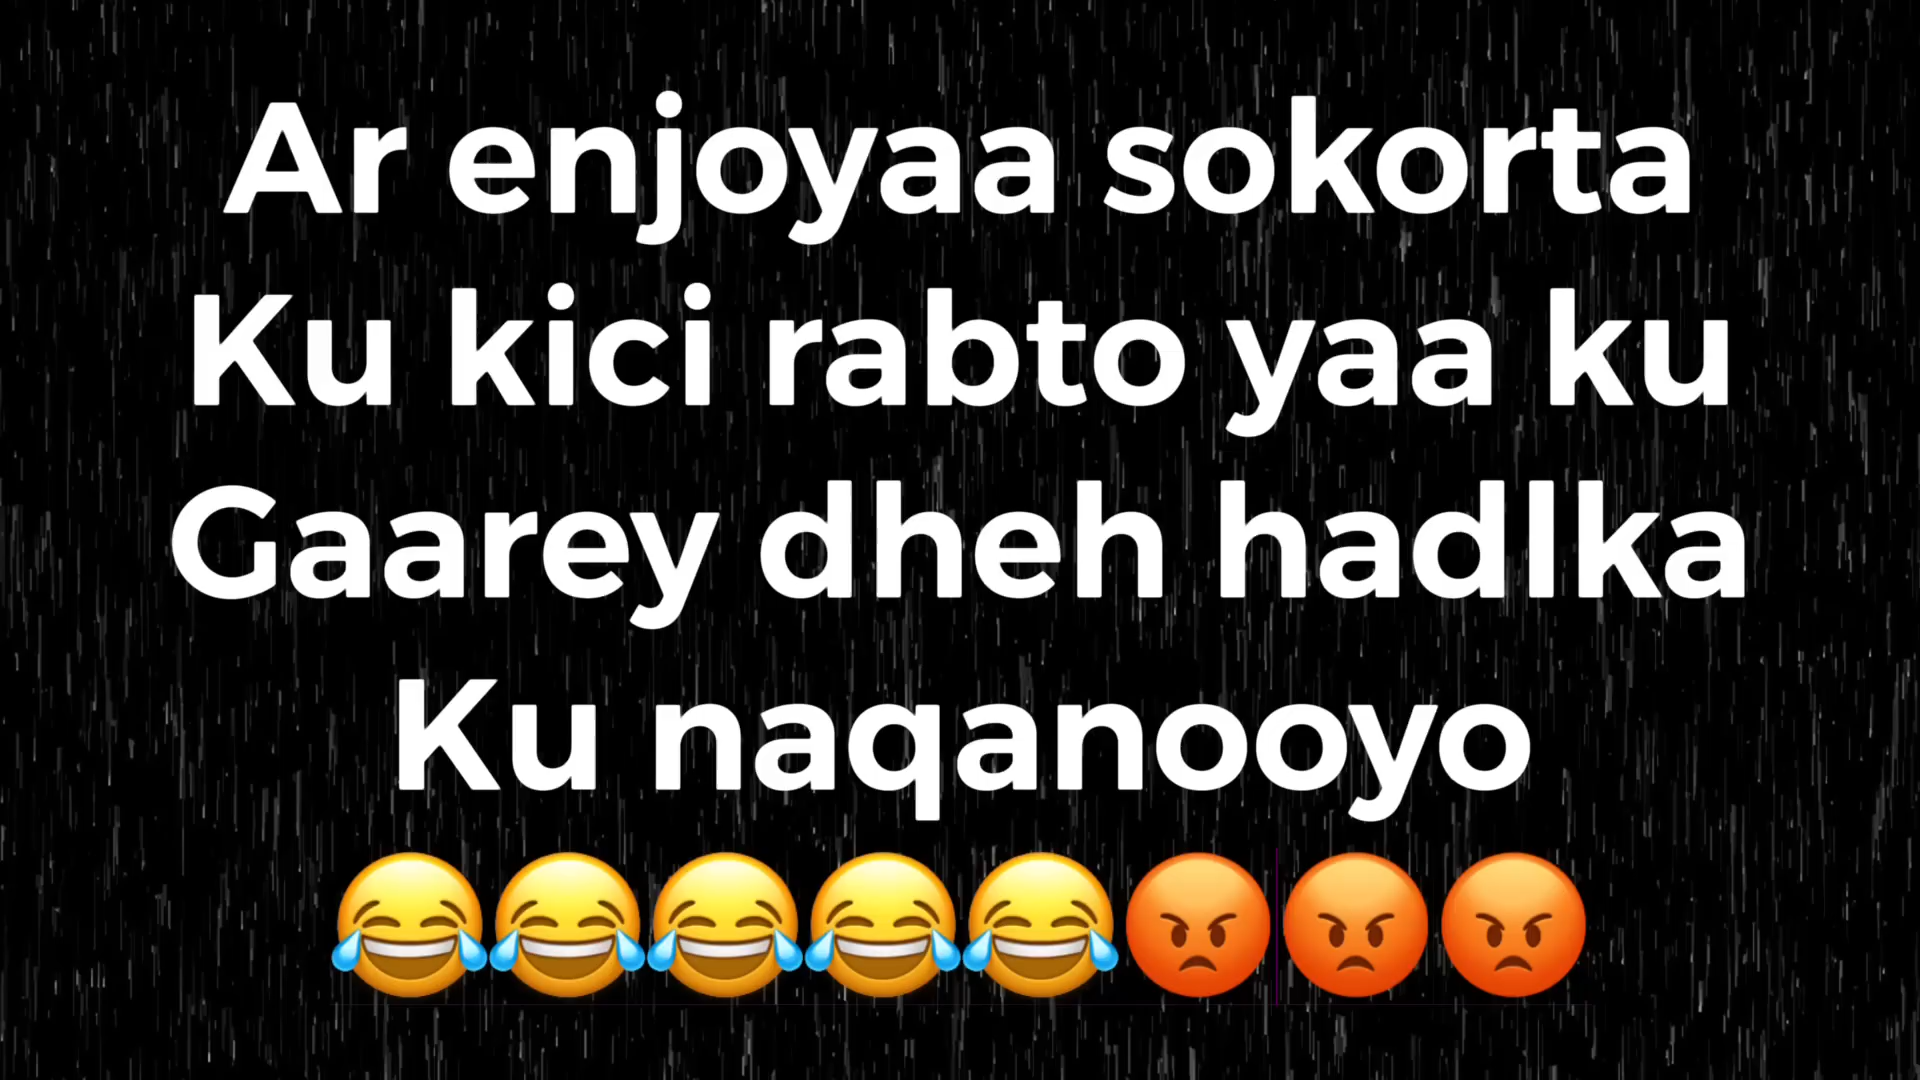 Ar enjoyaa sokorta
Ku kici rabto yaa ku
Gaarey dheh hadlka
Ku naqanooyo
😂😂😂😂😂😡😡😡